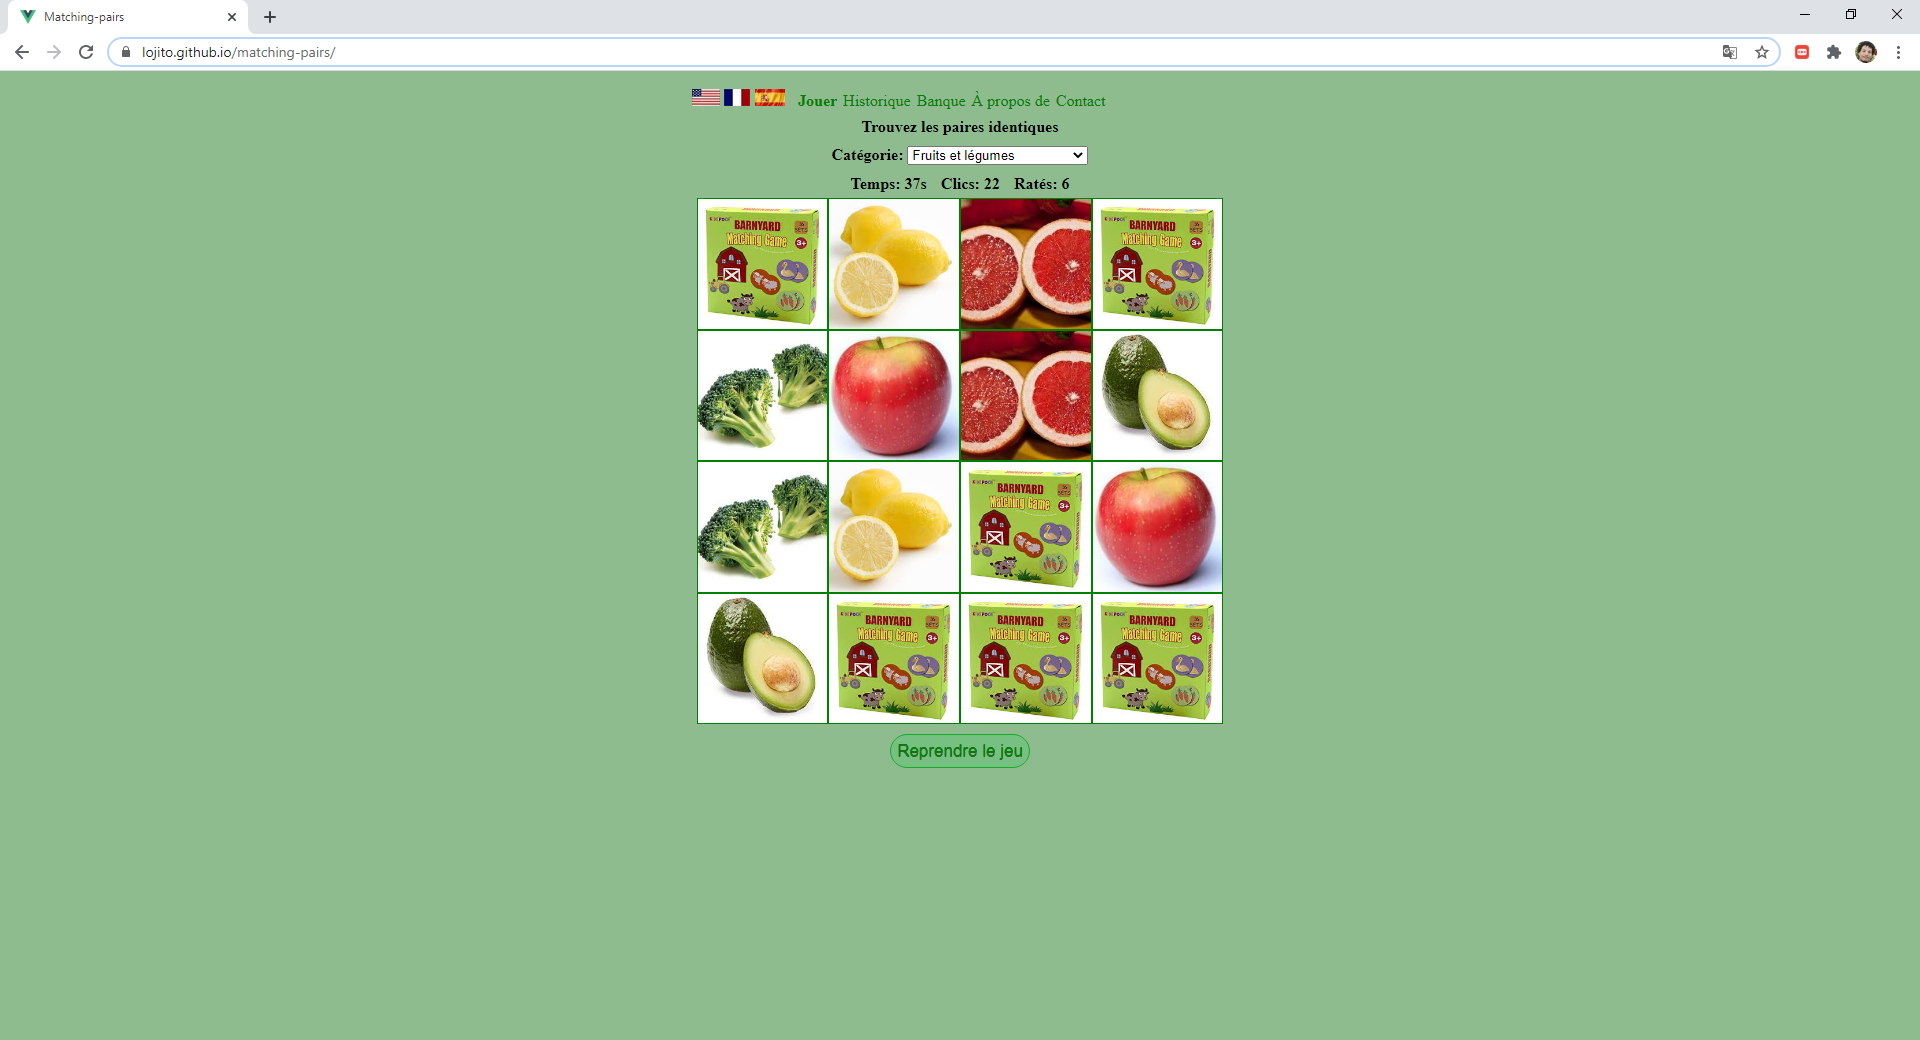 Matching-pairs
lojito.github.io/matching-pairs/
Jouer Historique Banque À propos de Contact
Trouvez les paires identiques
Catégorie: Fruits et légumes
Temps: 37s Clics: 22 Ratés: 6
BARNYARD
Matching Game
3+
BARNYARD
Matching Game
3+
BARNYARD
Matching Game
3+
BARNYARD
Matching Game
3+
BARNYARD
Matching Game
3+
BARNYARD
Matching Game
3+
Reprendre le jeu